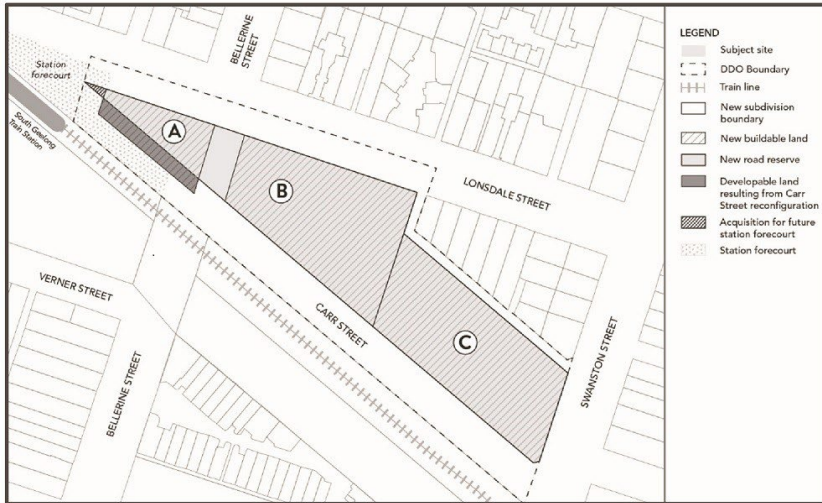 BELLERINE
STREET
Station
forecourt
South Geelong
Train Station
A
B
C
LONSDALE STREET
CARR STREET
SWANSTON STREET
VERNER STREET
BELLERINE STREET
LEGEND
Subject site
DDO Boundary
Train line
New subdivision
boundary
New buildable land
New road reserve
Developable land
resulting from Carr
Street reconfiguration
Acquisition for future
station forecourt
Station forecourt